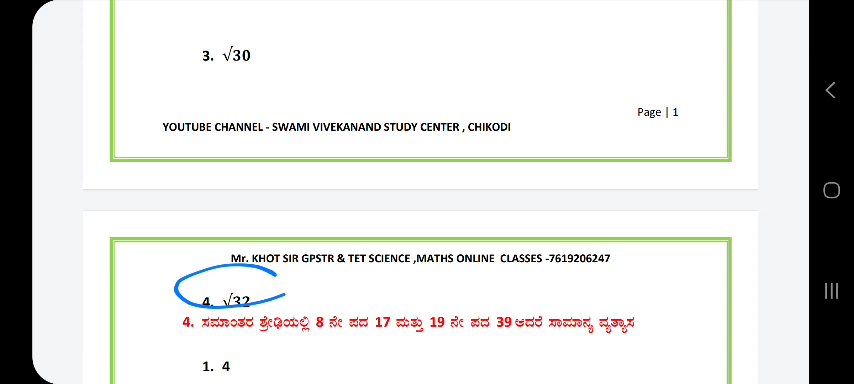 3. √30
Page | 1
YOUTUBE CHANNEL - SWAMI VIVEKANAND STUDY CENTER , CHIKODI
Mr. KHOT SIR GPSTR & TET SCIENCE ,MATHS ONLINE CLASSES -7619206247
4. √32
4. ಸಮಾಂತರ ಶ್ರೇಢಿಯಲ್ಲಿ 8 ನೇ ಪದ 17 ಮತ್ತು 19 ನೇ ಪದ 39 ಆದರೆ ಸಾಮಾನ್ಯ ವ್ಯತ್ಯಾಸ
1. 4